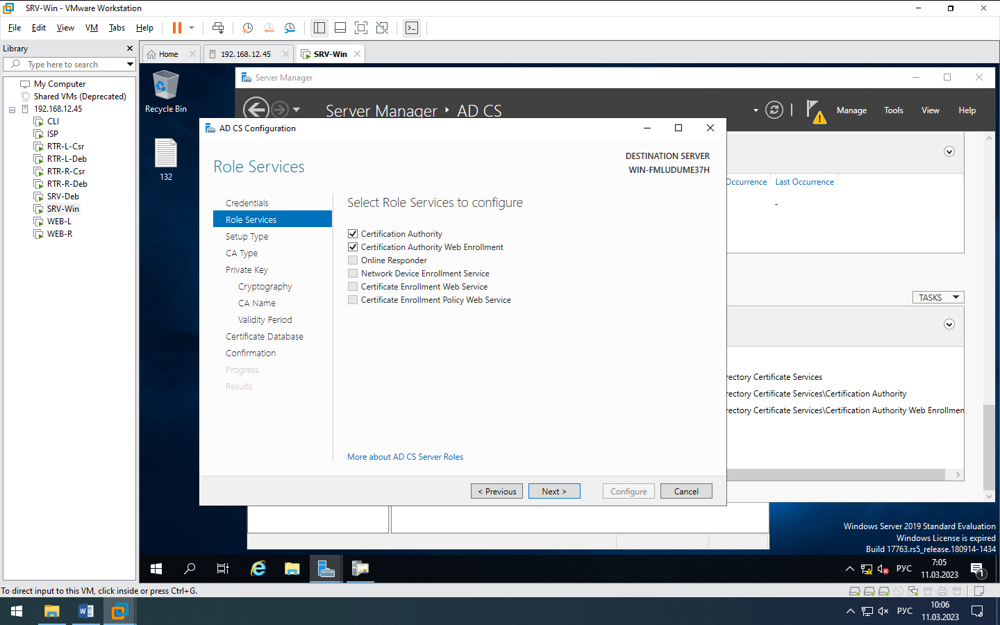 SRV-Win - VMware Workstation
File Edit View VM Tabs Help
Library
Type here to search
My Computer
Shared VMs (Deprecated)
192.168.12.45
CLI
ISP
RTR-L-Csr
RTR-L-Deb
RTR-R-Csr
RTR-R-Deb
SRV-Deb
SRV-Win
WEB-L
WEB-R
Home
192.168.12.45
SRV-Win
Recycle Bin
132
Server Manager
Server Manager AD CS
Manage Tools View Help
AD CS Configuration
Role Services
DESTINATION SERVER
WIN-FMLUDUME37H
Credentials
Role Services
Setup Type
CA Type
Private Key
Cryptography
CA Name
Validity Period
Certificate Database
Confirmation
Progress
Results
Select Role Services to configure
Certification Authority
Certification Authority Web Enrollment
Online Responder
Network Device Enrollment Service
Certificate Enrollment Web Service
Certificate Enrollment Policy Web Service
More about AD CS Server Roles
< Previous Next > Configure Cancel
Occurrence Last Occurrence
-
TASKS
rectory Certificate Services
rectory Certificate Services\Certification Authority
rectory Certificate Services\Certification Authority Web Enrollmen
Windows Server 2019 Standard Evaluation
Windows License is expired
Build 17763.rs5_release.180914-1434
РУС
7:05
11.03.2023
1
To direct input to this VM, click inside or press Ctrl+G.
РУС
10:06
11.03.2023